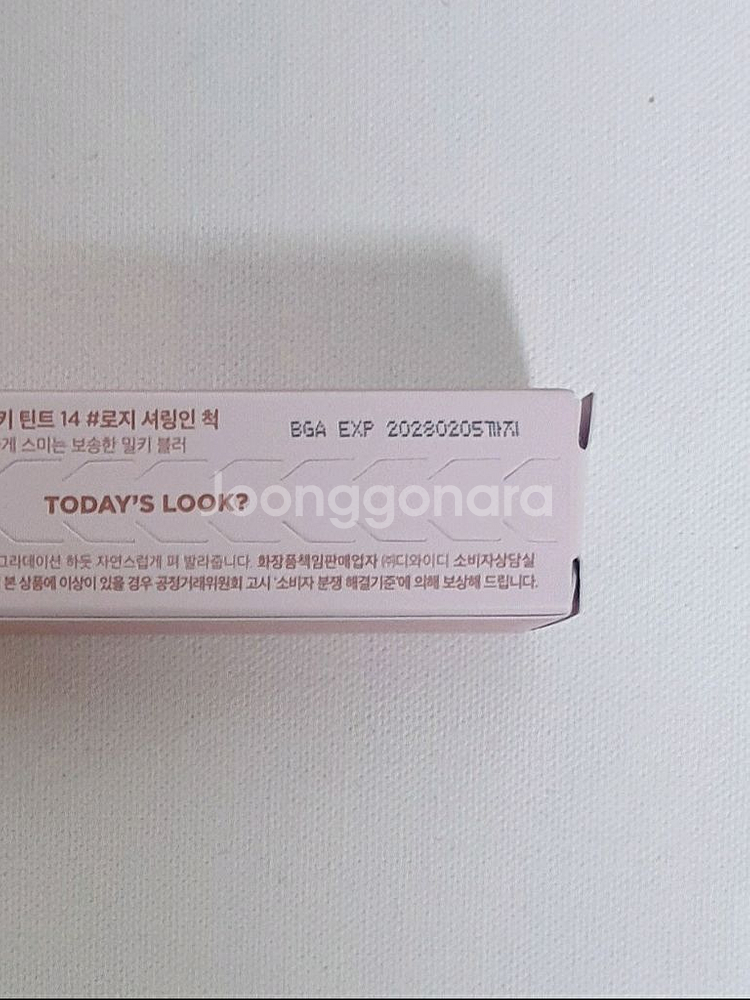 키 틴트 14 #로지 셔링인 척
BGA EXP 20280205까지
게 스미는 보송한 밀키 블러
TODAY'S LOOK?
Joonggonara
그라데이션 하듯 자연스럽게 펴 발라줍니다. 화장품책임판매업자 ㈜디와이디 소비자상담실
본 상품에 이상이 있을 경우 공정거래위원회 고시 '소비자 분쟁 해결기준'에 의해 보상해 드립니다.